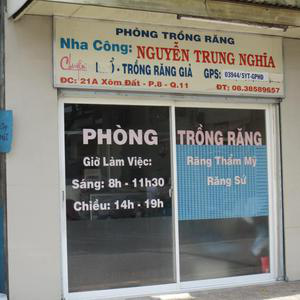 PHÒNG TRỒNG RĂNG
Nha Công: NGUYỄN TRUNG NGHĨA
Chuyên - TRỒNG RĂNG GIẢ GPS: 03944/SYT-GPHĐ
ĐC: 21A Xóm Đất - P.8 - Q.11 ĐT: 08.38589657
PHÒNG TRỒNG RĂNG
Giờ Làm Việc:
Sáng: 8h - 11h30
Chiều: 14h - 19h
Răng Thẩm Mỹ
Răng Sứ